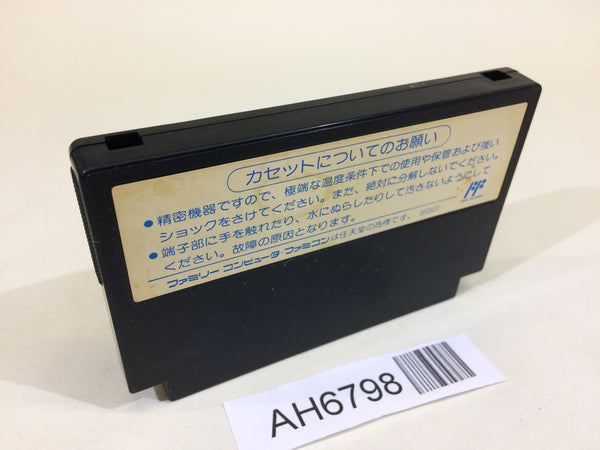 カセットについてのお願い
● 精密機器ですので、極端な温度条件下での使用や保管および強い
ショックをさけてください。また、絶対に分解しないでください。
● 端子部に手を触れたり、水にぬらしたりして汚さないようにして
ください。故障の原因となります。
ファミリーコンピュータ・ファミコンは任天堂の商標です。
AH6798